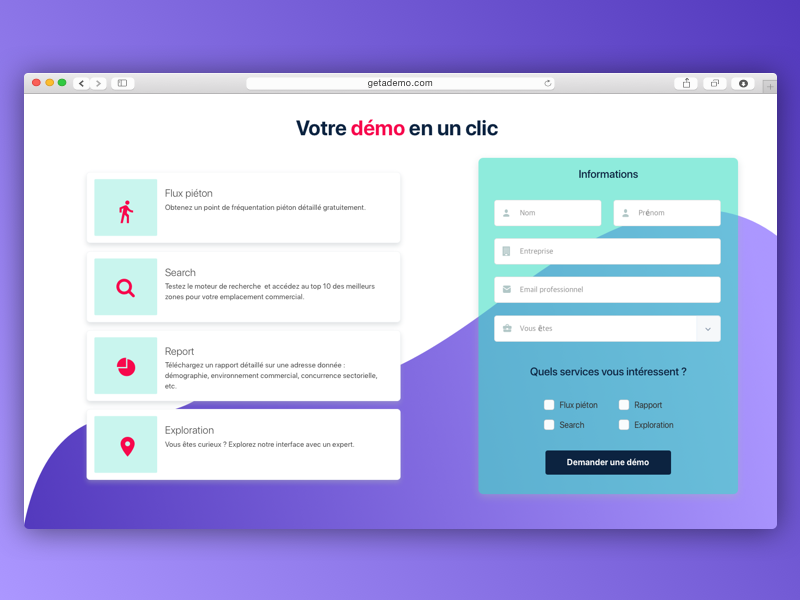 getademo.com
Votre démo en un clic
Flux piéton
Obtenez un point de fréquentation piéton détaillé gratuitement.
Search
Testez le moteur de recherche et accédez au top 10 des meilleurs
zones pour votre emplacement commercial.
Report
Téléchargez un rapport détaillé sur une adresse donnée :
démographie, environnement commercial, concurrence sectorielle,
etc.
Exploration
Vous êtes curieux ? Explorez notre interface avec un expert.
Informations
Nom
Prénom
Entreprise
Email professionnel
Vous êtes
Quels services vous intéressent ?
Flux piéton
Rapport
Search
Exploration
Demander une démo